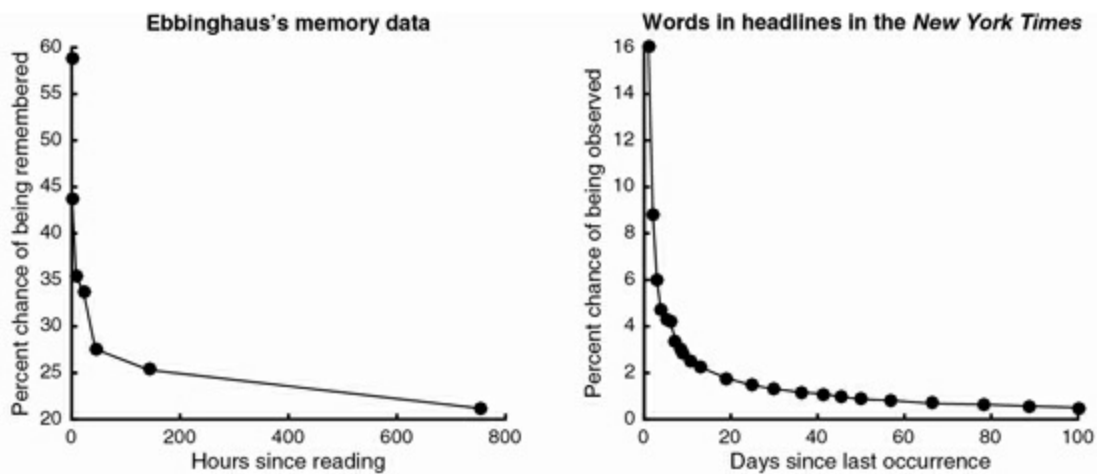 Ebbinghaus's memory data
Percent chance of being remembered
60
55
50
45
40
35
30
25
20
0 200 400 600 800
Hours since reading
Words in headlines in the New York Times
Percent chance of being observed
16
14
12
10
8
6
4
2
0
0 20 40 60 80 100
Days since last occurrence